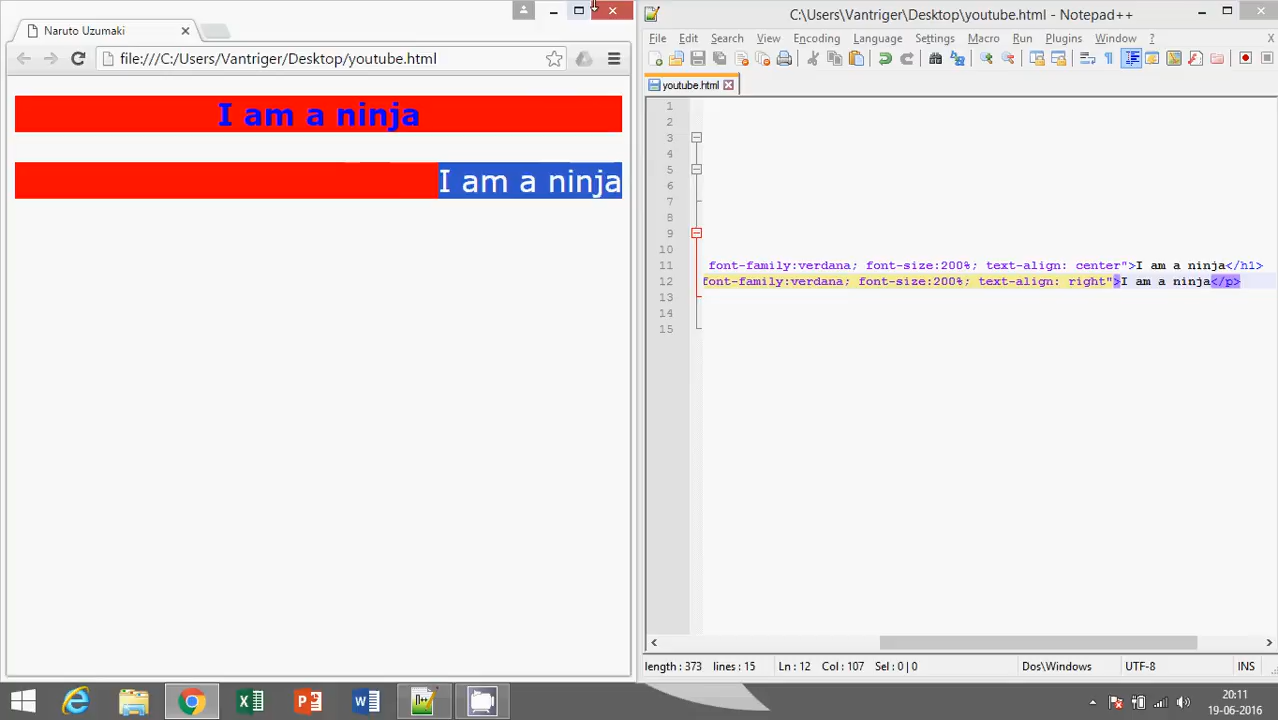 Naruto Uzumaki
file:///C:/Users/Vantriger/Desktop/youtube.html
I am a ninja
I am a ninja
C:\Users\Vantriger\Desktop\youtube.html - Notepad++
File Edit Search View Encoding Language Settings Macro Run Plugins Window ? X
youtube.html
1
2
3
4
5
6
7
8
9
10
11 font-family:verdana; font-size:200%; text-align: center">I am a ninja</h1>
12 font-family:verdana; font-size:200%; text-align: right">I am a ninja</p>
13
14
15
length : 373 lines : 15 Ln : 12 Col : 107 Sel : 0 | 0 Dos\Windows UTF-8 INS
20:11
19-06-2016